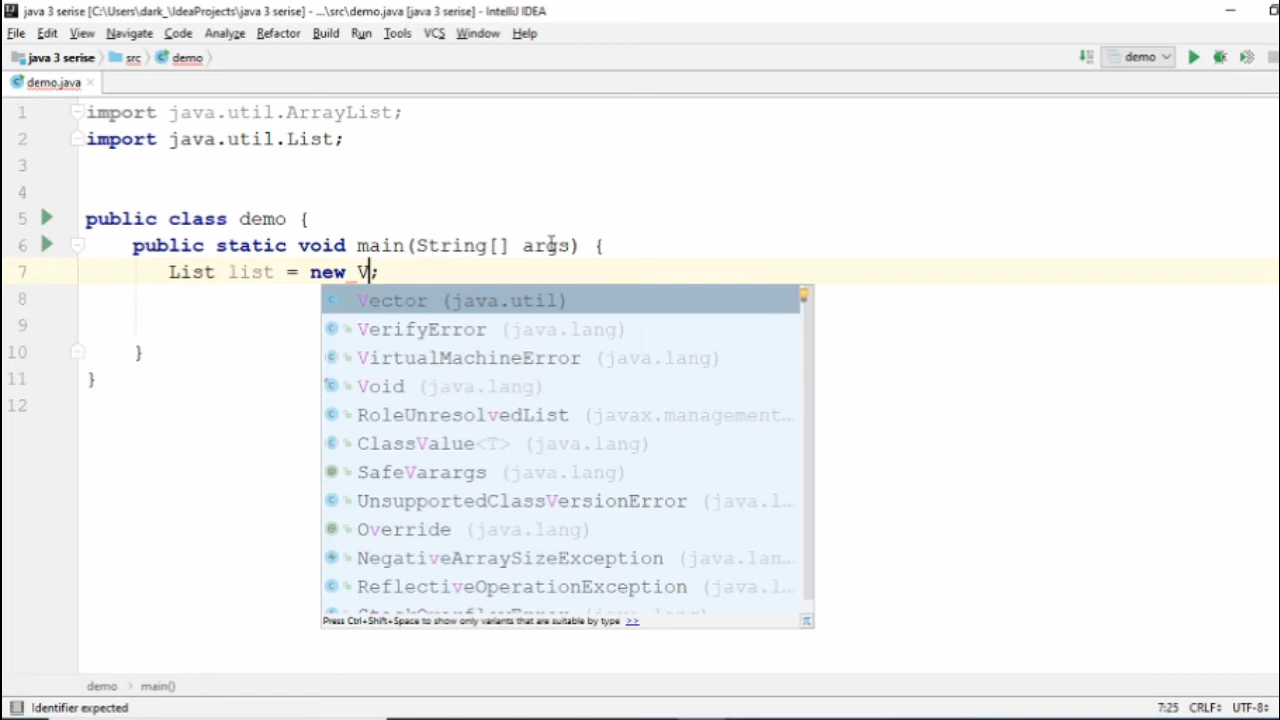 java 3 serise [C:\Users\dark_\IdeaProjects\java 3 serise] - ...\src\demo.java [java 3 serise] - IntelliJ IDEA
File Edit View Navigate Code Analyze Refactor Build Run Tools VCS Window Help
java 3 serise src demo demo
demo.java
1 import java.util.ArrayList;
2 import java.util.List;
3
4
5 public class demo {
6 public static void main(String[] args) {
7 List list = new V;
8 Vector (java.util)
VerifyError (java.lang)
9 VirtualMachineError (java.lang)
10 }
Void (java.lang)
11 }
12 RoleUnresolvedList (javax.management...
ClassValue<T> (java.lang)
SafeVarargs (java.lang)
UnsupportedClassVersionError (java.l...
Override (java.lang)
NegativeArraySizeException (java.lan...
ReflectiveOperationException (java.l...
StackOverflowError (java.lang)
Press Ctrl+Shift+Space to show only variants that are suitable by type >>
demo main()
Identifier expected 7:25 CRLF UTF-8